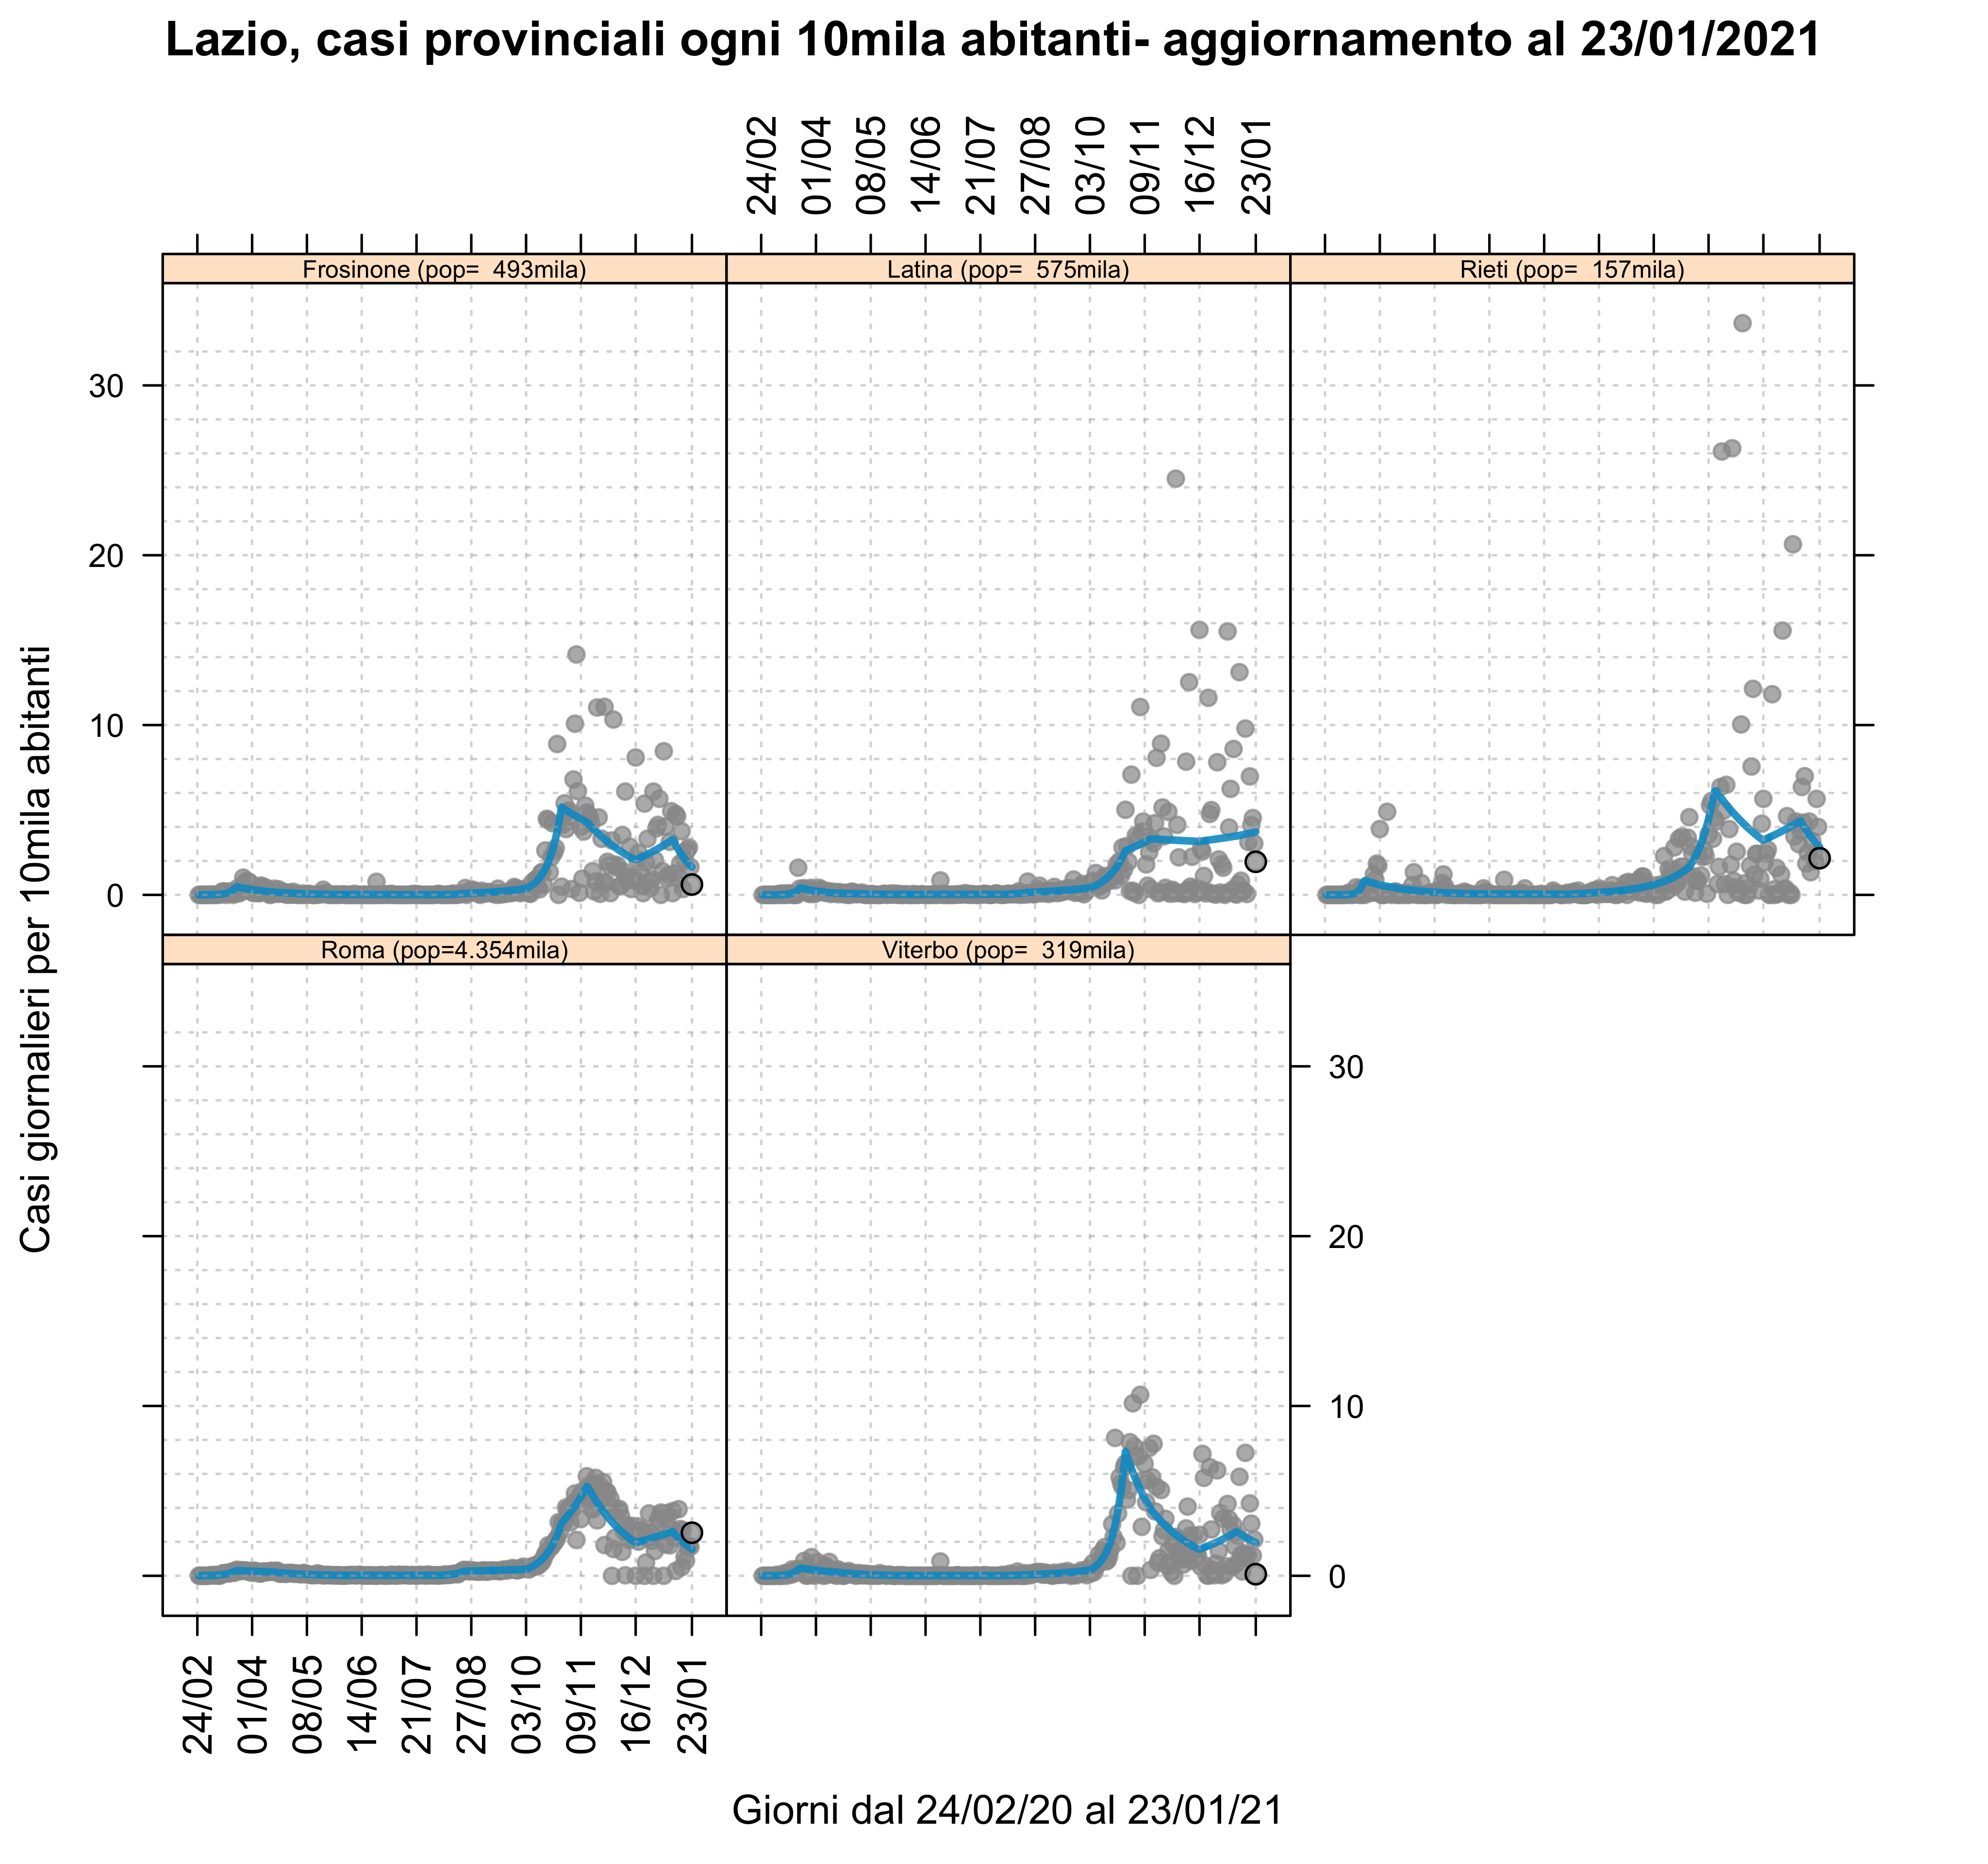 Lazio, casi provinciali ogni 10mila abitanti- aggiornamento al 23/01/2021
24/02 01/04 08/05 14/06 21/07 27/08 03/10 09/11 16/12 23/01
Frosinone (pop=  493mila)
Latina (pop=  575mila)
Rieti (pop=  157mila)
30
20
10
0
Casi giornalieri per 10mila abitanti
Roma (pop=4.354mila)
Viterbo (pop=  319mila)
30
20
10
0
24/02 01/04 08/05 14/06 21/07 27/08 03/10 09/11 16/12 23/01
Giorni dal 24/02/20 al 23/01/21